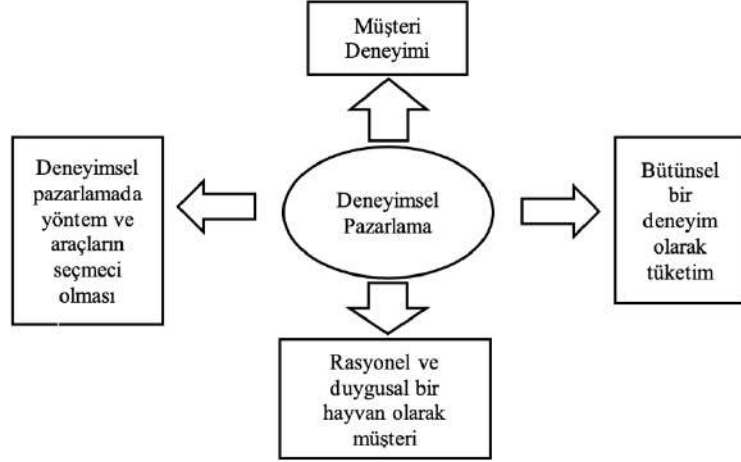 Müşteri
Deneyimi
Deneyimsel
pazarlamada
yöntem ve
araçların
seçmeci
olması
Deneyimsel
Pazarlama
Bütünsel
bir
deneyim
olarak
tüketim
Rasyonel ve
duygusal bir
hayvan olarak
müşteri